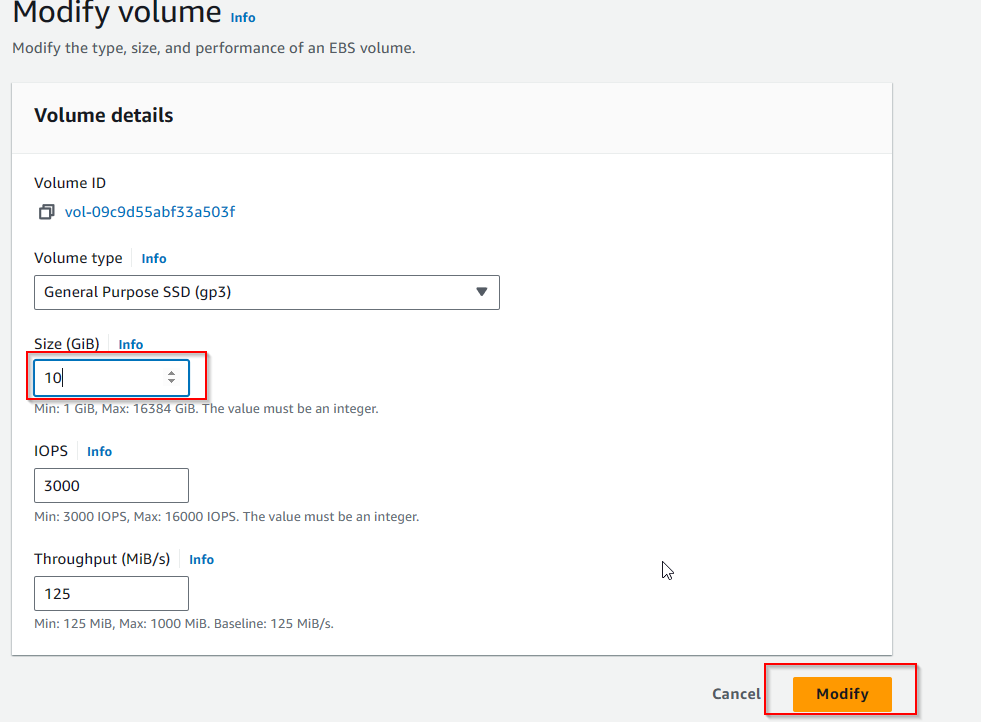 Modify volume Info
Modify the type, size, and performance of an EBS volume.
Volume details
Volume ID
vol-09c9d55abf33a503f
Volume type Info
General Purpose SSD (gp3)
Size (GiB) Info
10
Min: 1 GiB, Max: 16384 GiB. The value must be an integer.
IOPS Info
3000
Min: 3000 IOPS, Max: 16000 IOPS. The value must be an integer.
Throughput (MiB/s) Info
125
Min: 125 MiB, Max: 1000 MiB. Baseline: 125 MiB/s.
Cancel Modify